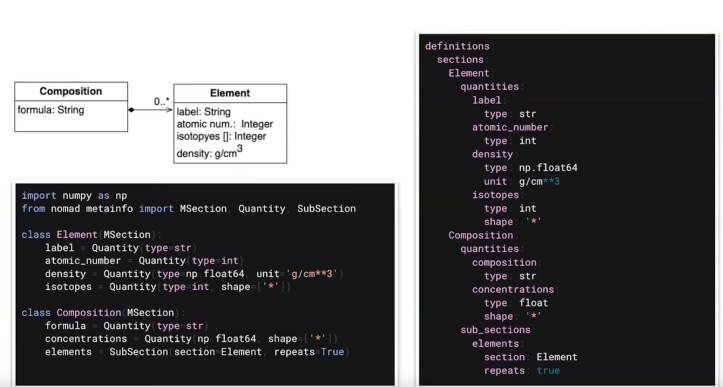 Composition
formula: String
0..*
Element
label: String
atomic num.: Integer
isotopyes []: Integer
density: g/cm3
import numpy as np
from nomad metainfo import MSection, Quantity, SubSection
class Element(MSection):
label = Quantity(type=str)
atomic_number = Quantity(type=int)
density = Quantity(type=np.float64, unit='g/cm**3')
isotopes = Quantity(type=int, shape=['*'])
class Composition(MSection):
formula = Quantity(type=str)
concentrations = Quantity(np.float64, shape=['*'])
elements = SubSection(section=Element, repeats=True)
definitions:
sections:
Element:
quantities:
label:
type: str
atomic_number:
type: int
density:
type: np.float64
unit: g/cm**3
isotopes:
type: int
shape: '*'
Composition:
quantities:
composition:
type: str
concentrations:
type: float
shape: '*'
sub_sections:
elements:
section: Element
repeats: true